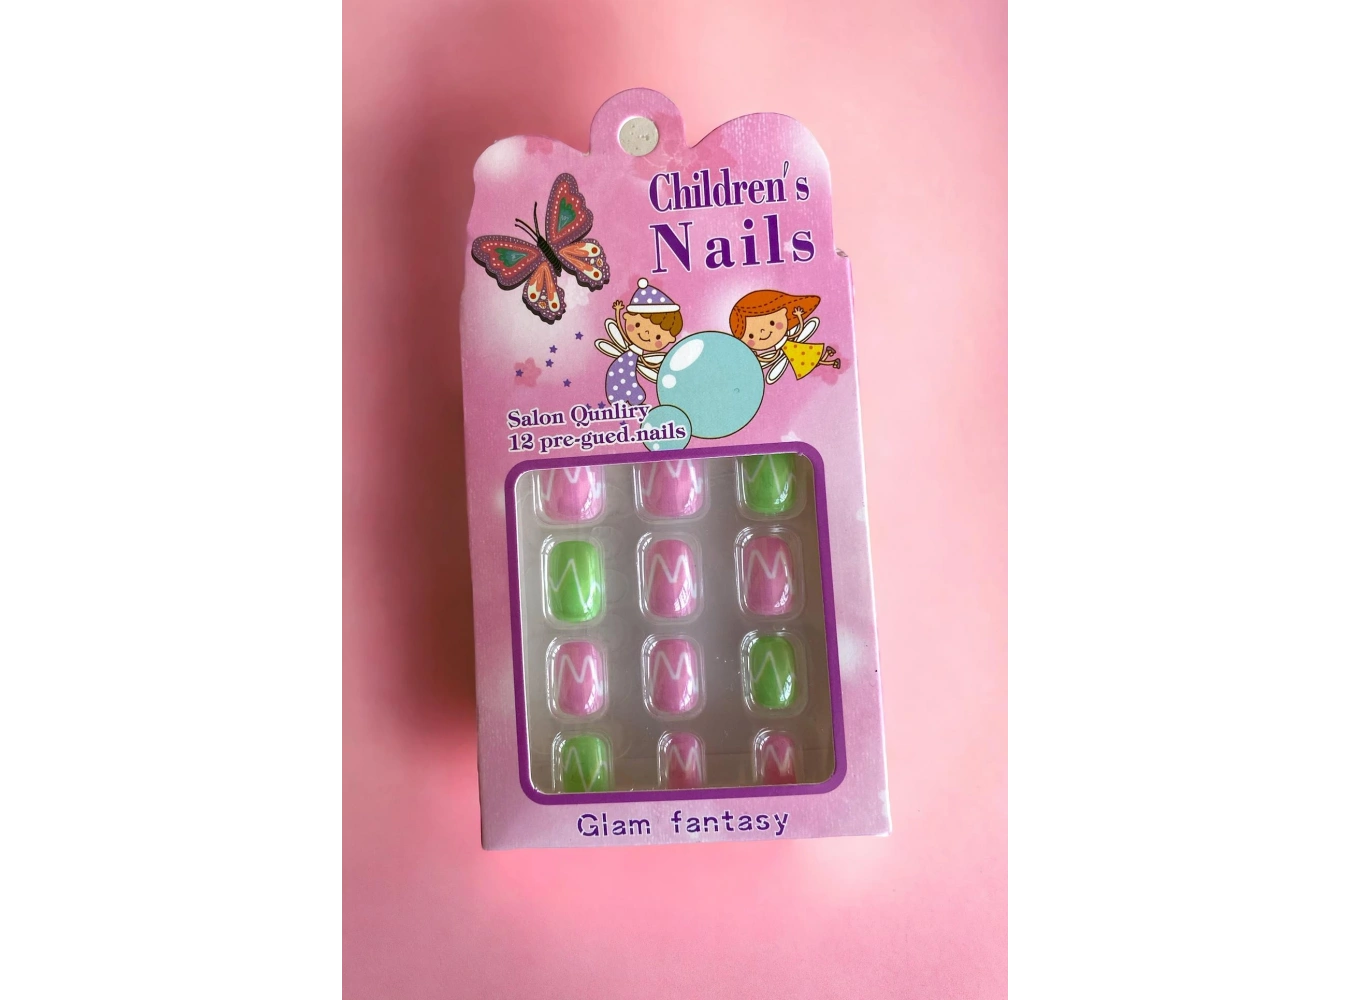 Children's
Nails
Salon Qunliry
12 pre-gued.nails
Glam fantasy